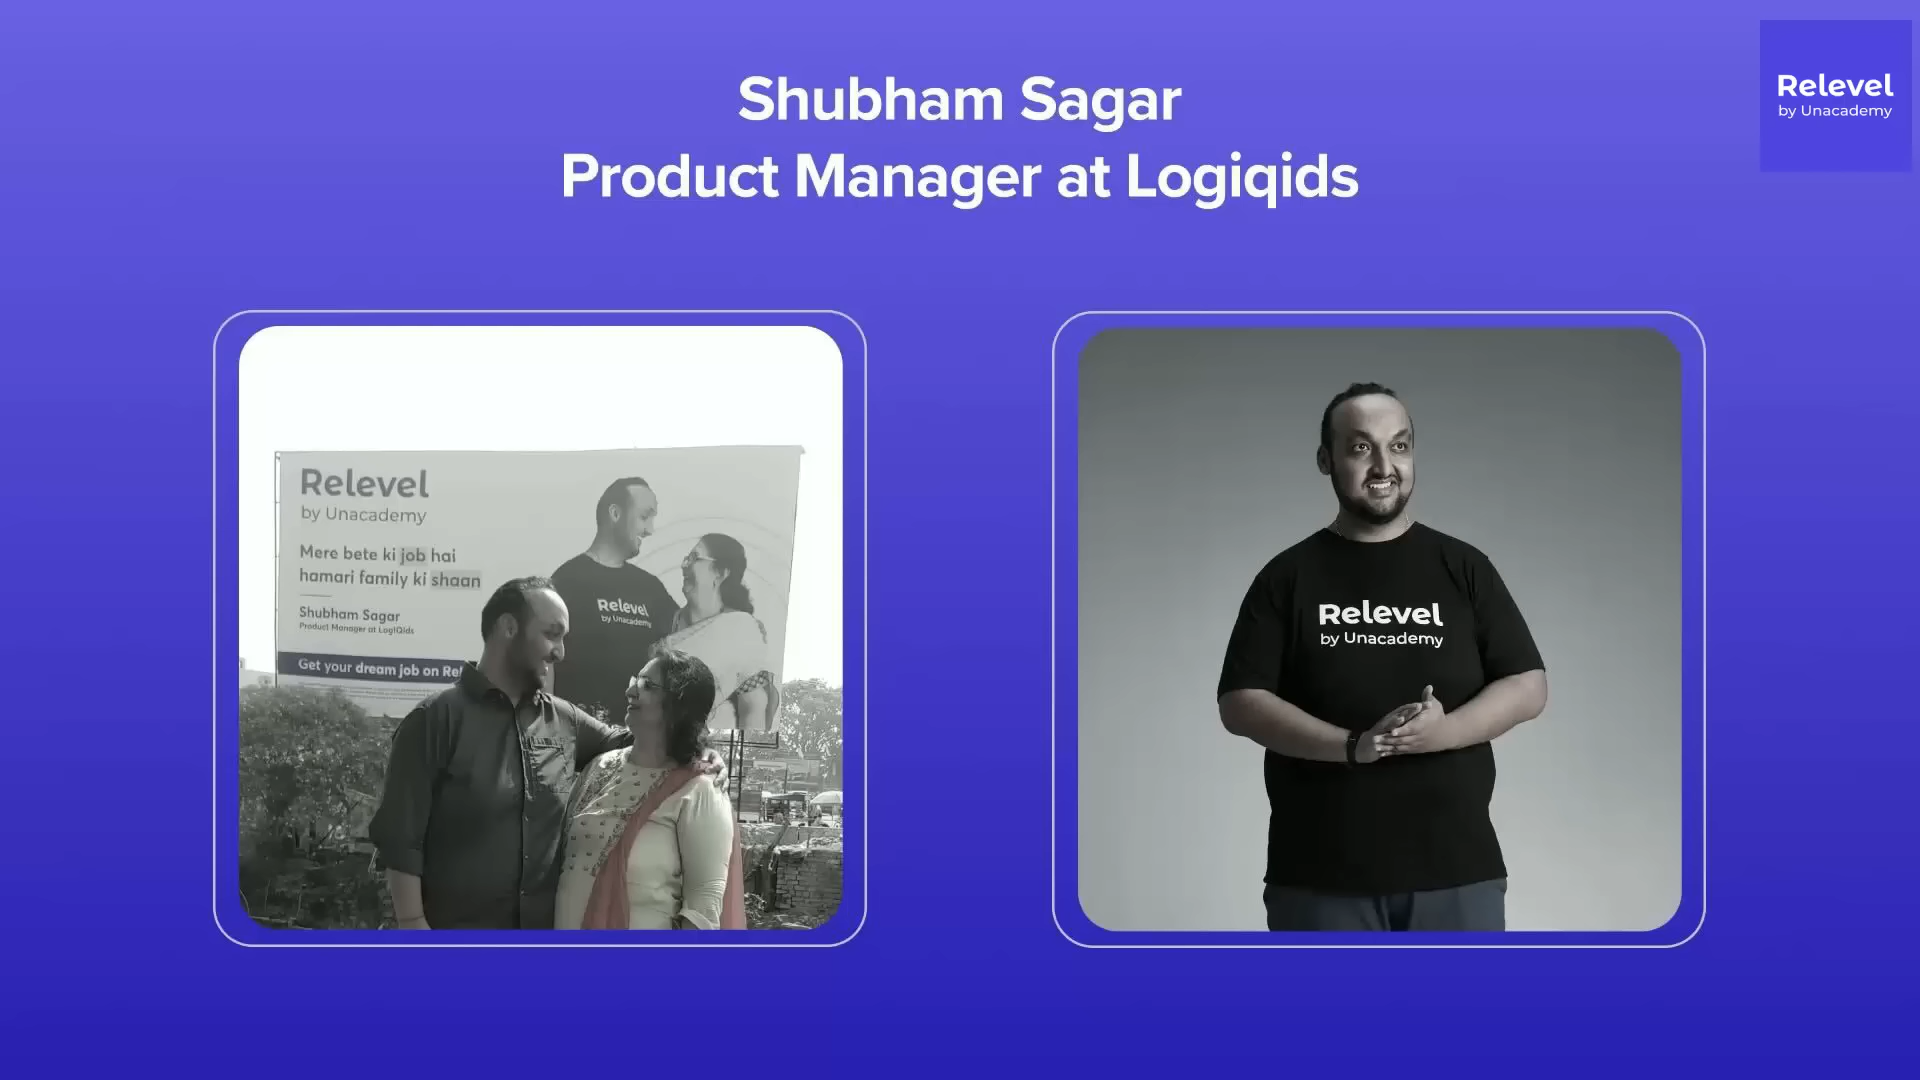 Shubham Sagar
Product Manager at Logiqids
Relevel
by Unacademy
Relevel
by Unacademy
Mere bete ki job hai
hamari family ki shaan
Shubham Sagar
Product Manager at LogIQids
Get your dream job on Rel
Relevel
by Unacademy
Relevel
by Unacademy